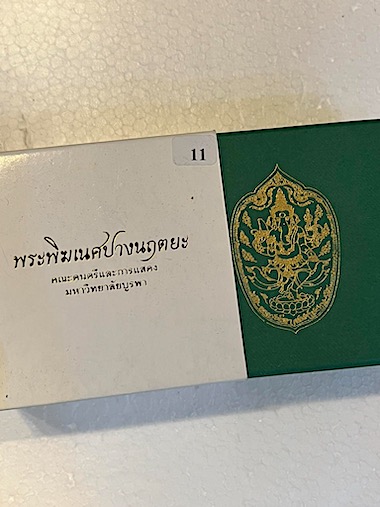 11
พระพิฆเนศปางนฤตยะ
คณะดนตรีและการแสดง
มหาวิทยาลัยบูรพา